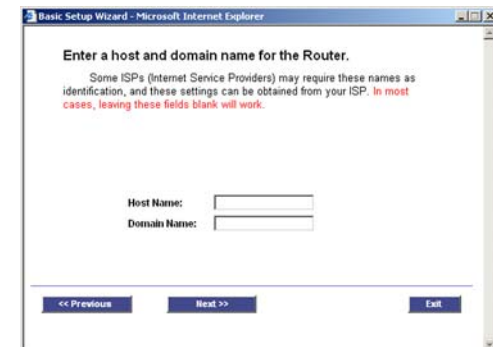 Basic Setup Wizard - Microsoft Internet Explorer
Enter a host and domain name for the Router.
Some ISPs (Internet Service Providers) may require these names as
identification, and these settings can be obtained from your ISP. In most
cases, leaving these fields blank will work.
Host Name:
Domain Name:
<< Previous Next >> Exit